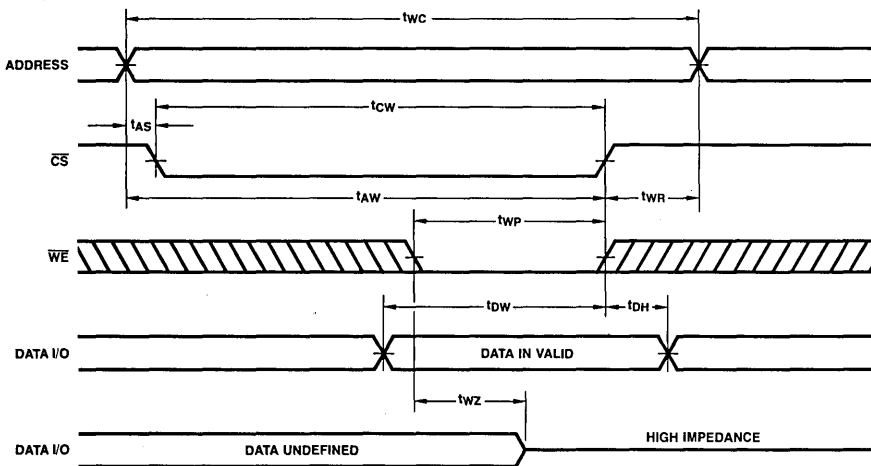 tWC
ADDRESS
tCW
tAS
CS
tAW
tWR
tWP
WE
tDW
tDH
DATA I/O
DATA IN VALID
tWZ
DATA I/O
DATA UNDEFINED
HIGH IMPEDANCE